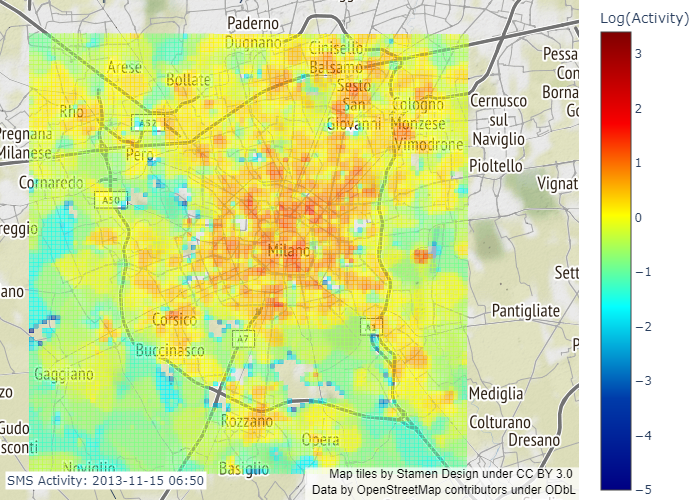 Paderno
Dugnano
Cinisello
Balsamo
Arese
Bollate
Sesto
San
Giovanni
Rho
Cologno
Monzese
Vimodrone
A52
Pero
Pregnana
Milanese
Cornaredo
A50
Cernusco
sul
Naviglio
Pioltello
Vignat
Pessa
Con
Borna
Go
reggio
Milano
Sett
ano
Pantigliate
Corsico
A7
A1
P
Buccinasco
Gaggiano
zo
Mediglia
Gudo
sconti
Rozzano
Colturano
Dresano
Opera
Noviglio
Basiglio
SMS Activity: 2013-11-15 06:50
Map tiles by Stamen Design under CC BY 3.0
Data by OpenStreetMap contributors under ODbL
Log(Activity)
3
2
1
0
−1
−2
−3
−4
−5